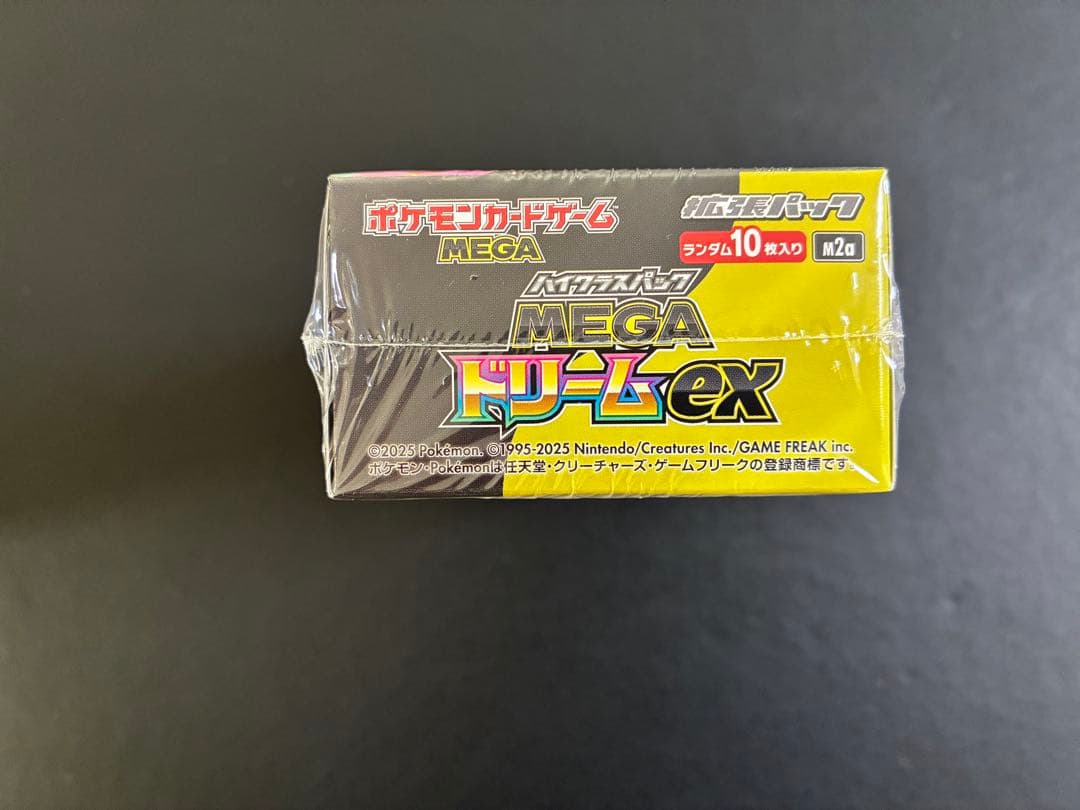 ポケモンカードゲーム™
MEGA
拡張パック
ランダム10枚入り M2a
ハイクラスパック
MEGA
ドリームex
©2025 Pokémon. ©1995-2025 Nintendo/Creatures Inc./GAME FREAK inc.
ポケモン・Pokémonは任天堂・クリーチャーズ・ゲームフリークの登録商標です。